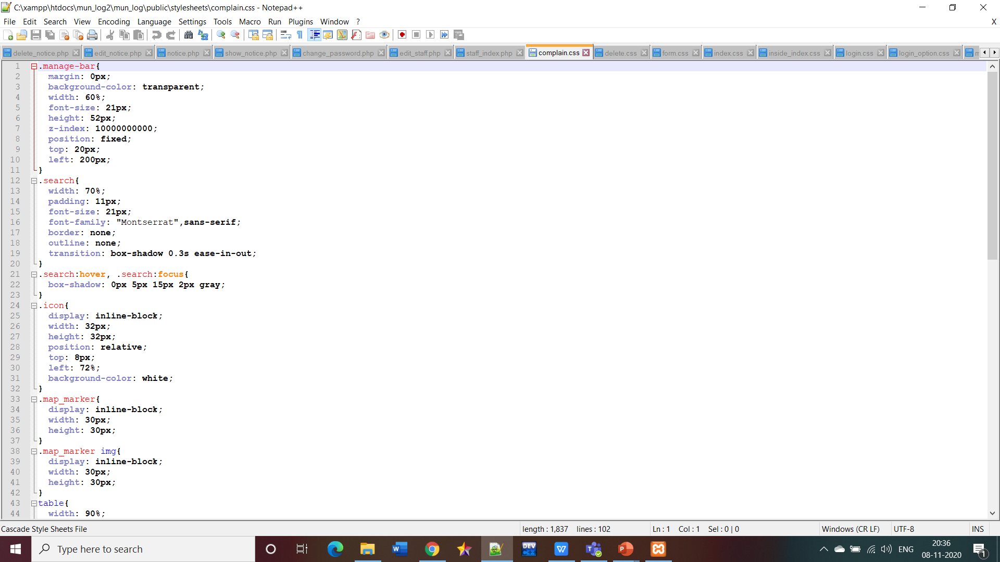 C:\xampp\htdocs\mun_log2\mun_log\public\stylesheets\complain.css - Notepad++
File Edit Search View Encoding Language Settings Tools Macro Run Plugins Window ? X
delete_notice.php edit_notice.php notice.php show_notice.php change_password.php edit_staff.php staff_index.php complain.css delete.css form.css index.css inside_index.css login.css login_option.css
1 .manage-bar{
2 margin: 0px;
3 background-color: transparent;
4 width: 60%;
5 font-size: 21px;
6 height: 52px;
7 z-index: 10000000000;
8 position: fixed;
9 top: 20px;
10 left: 200px;
11 }
12 .search{
13 width: 70%;
14 padding: 11px;
15 font-size: 21px;
16 font-family: "Montserrat",sans-serif;
17 border: none;
18 outline: none;
19 transition: box-shadow 0.3s ease-in-out;
20 }
21 .search:hover, .search:focus{
22 box-shadow: 0px 5px 15px 2px gray;
23 }
24 .icon{
25 display: inline-block;
26 width: 32px;
27 height: 32px;
28 position: relative;
29 top: 8px;
30 left: 72%;
31 background-color: white;
32 }
33 .map_marker{
34 display: inline-block;
35 width: 30px;
36 height: 30px;
37 }
38 .map_marker img{
39 display: inline-block;
40 width: 30px;
41 height: 30px;
42 }
43 table{
44 width: 90%;
Cascade Style Sheets File length : 1,837 lines : 102 Ln : 1 Col : 1 Sel : 0 | 0 Windows (CR LF) UTF-8 INS
Type here to search DEV C++ ENG 20:36
08-11-2020 1